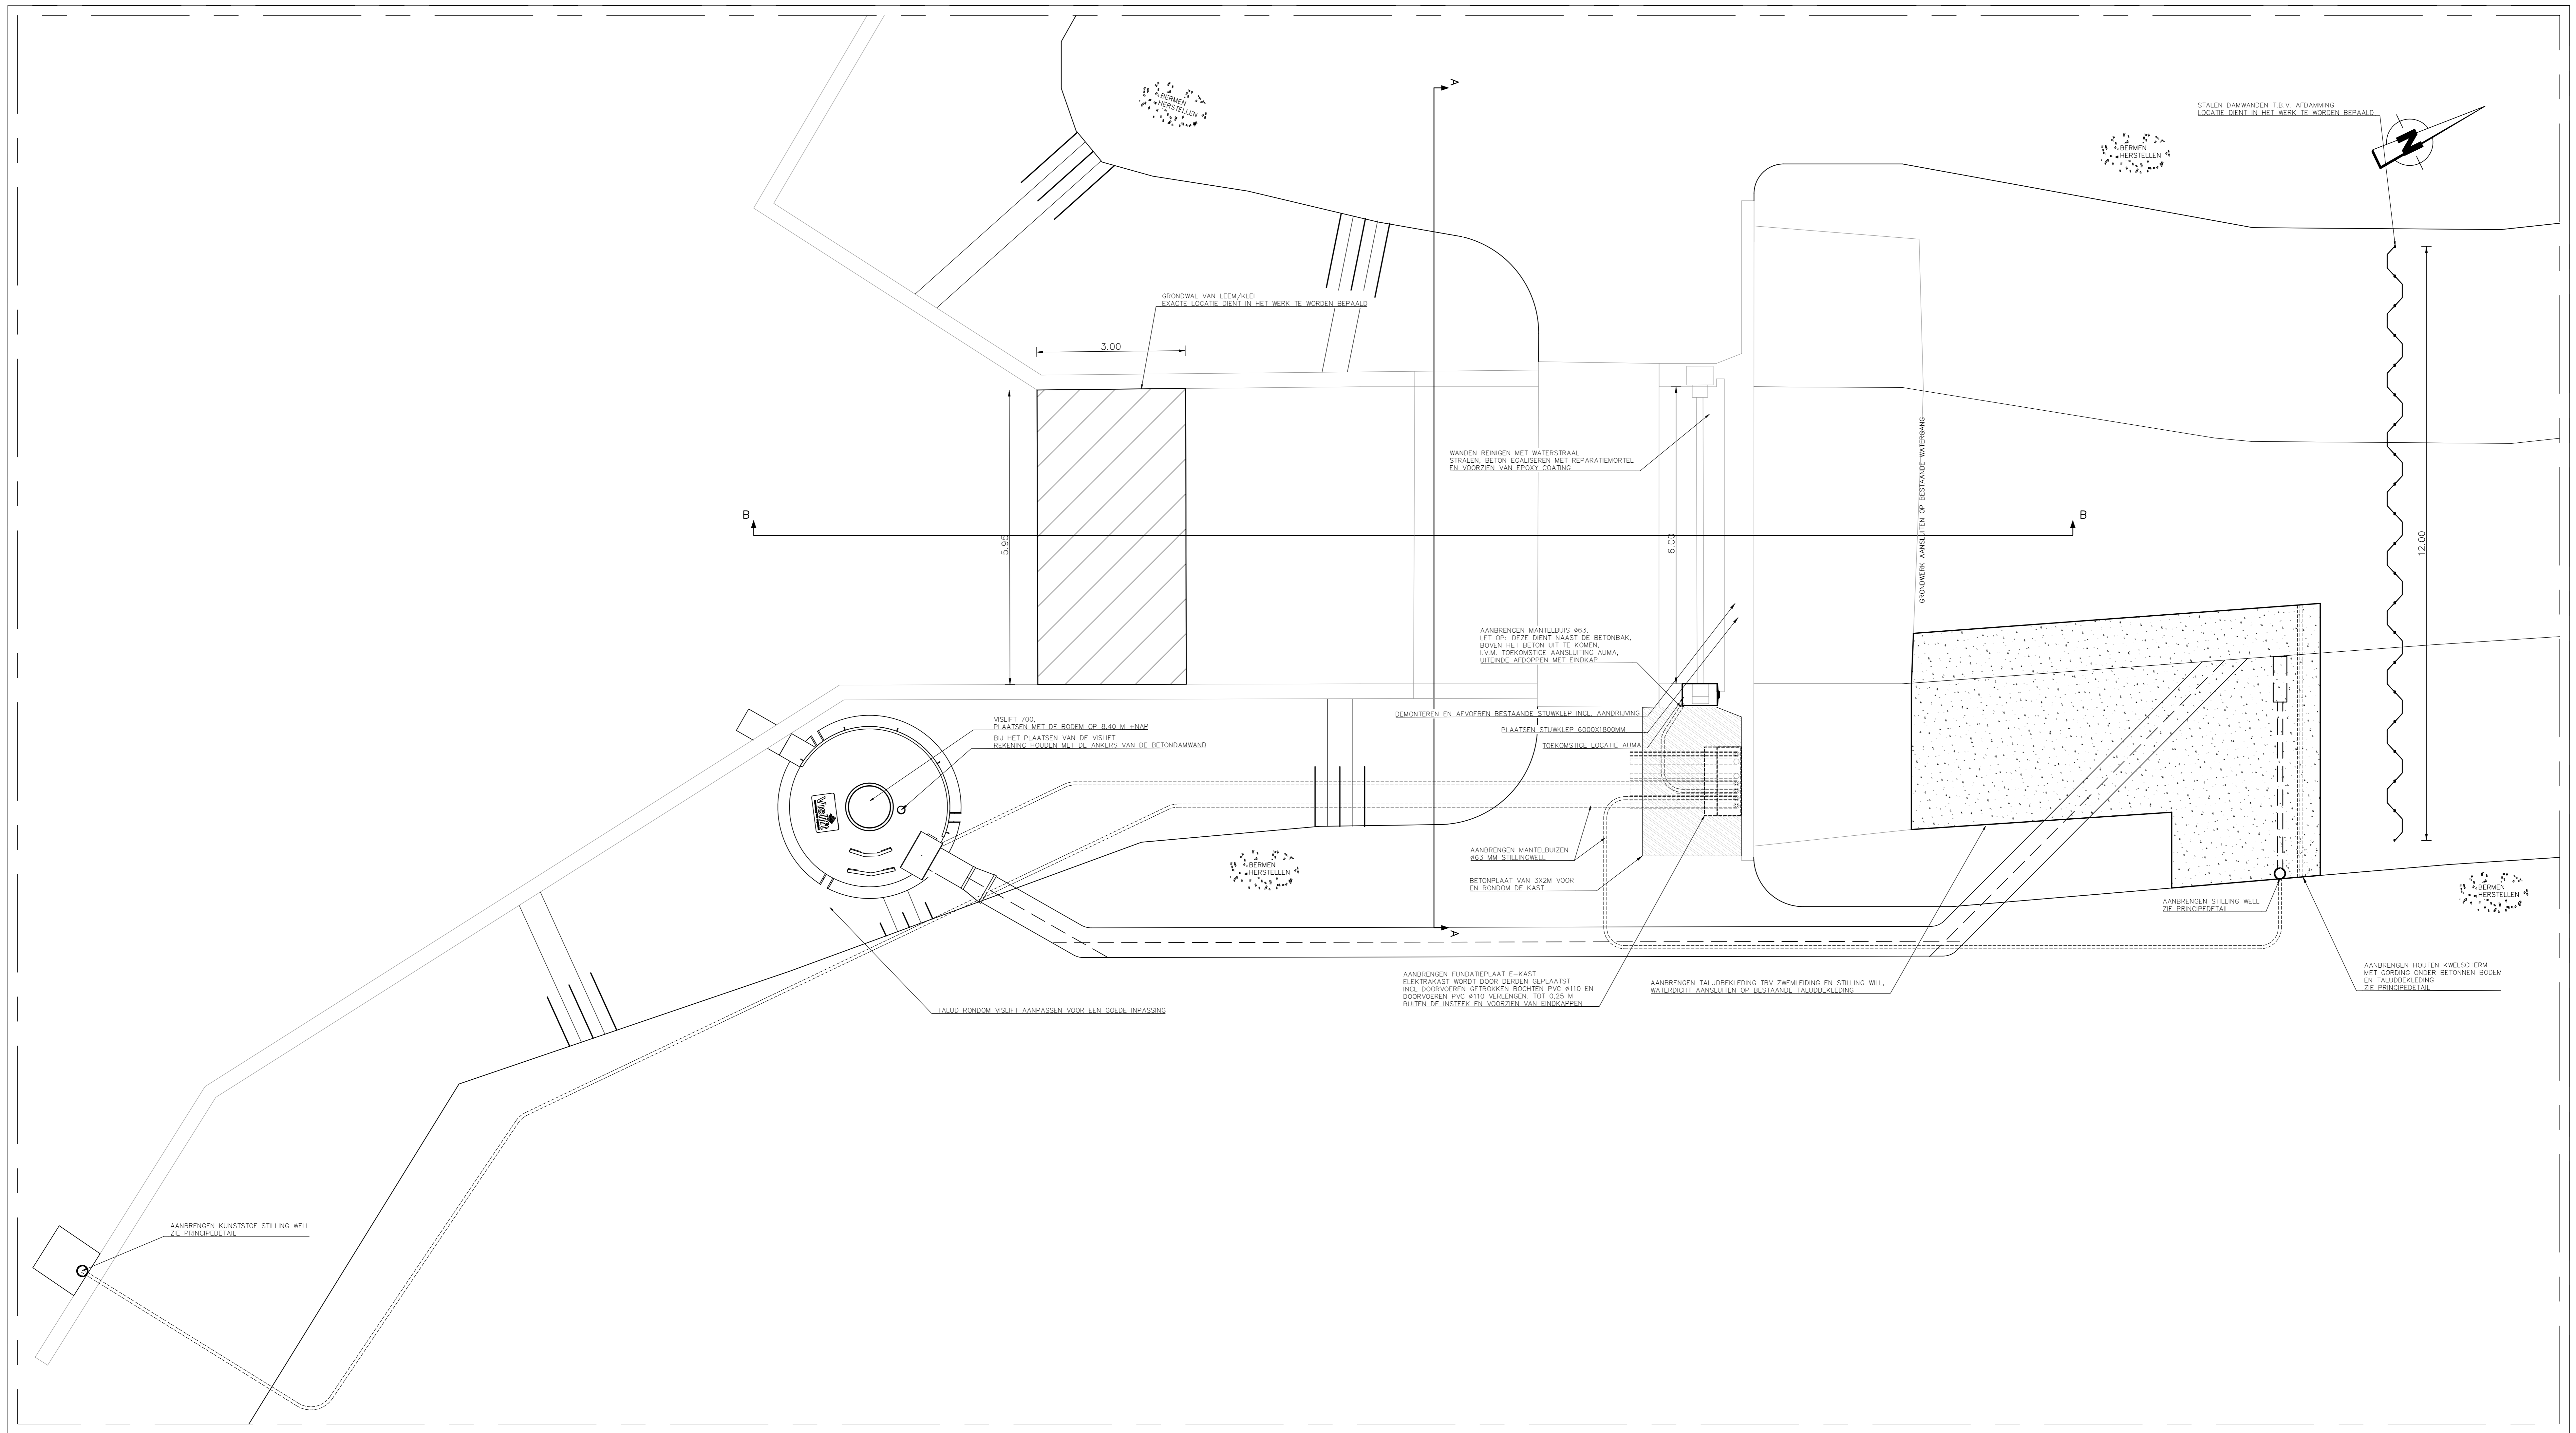 A
BERMEN
HERSTELLEN
STALEN DAMWANDEN T.B.V. AFDAMMING
LOCATIE DIENT IN HET WERK TE WORDEN BEPAALD
N
BERMEN
HERSTELLEN
GRONDWAL VAN LEEM/KLEI
EXACTE LOCATIE DIENT IN HET WERK TE WORDEN BEPAALD
3.00
5.95
WANDEN REINIGEN MET WATERSTRAAL
STRALEN, BETON EGALISEREN MET REPARATIEMORTEL
EN VOORZIEN VAN EPOXY COATING
6.00
GRONDWERK AANSLUITEN OP BESTAANDE WATERGANG
12.00
B
B
AANBRENGEN MANTELBUIS ø63,
LET OP: DEZE DIENT NAAST DE BETONBAK,
BOVEN HET BETON UIT TE KOMEN,
I.V.M. TOEKOMSTIGE AANSLUITING AUMA,
UITEINDE AFDOPPEN MET EINDKAP
DEMONTEREN EN AFVOEREN BESTAANDE STUWKLEP INCL. AANDRIJVING
PLAATSEN STUWKLEP 6000X1800MM
TOEKOMSTIGE LOCATIE AUMA
VISLIFT 700,
PLAATSEN MET DE BODEM OP 8,40 M +NAP
BIJ HET PLAATSEN VAN DE VISLIFT
REKENING HOUDEN MET DE ANKERS VAN DE BETONDAMWAND
Vislift
AANBRENGEN MANTELBUIZEN
ø63 MM STILLINGWELL
BETONPLAAT VAN 3X2M VOOR
EN RONDOM DE KAST
BERMEN
HERSTELLEN
A
AANBRENGEN STILLING WELL
ZIE PRINCIPEDETAIL
BERMEN
HERSTELLEN
AANBRENGEN FUNDATIEPLAAT E-KAST
ELEKTRAKAST WORDT DOOR DERDEN GEPLAATST
INCL DOORVOEREN GETROKKEN BOCHTEN PVC ø110 EN
DOORVOEREN PVC ø110 VERLENGEN. TOT 0,25 M
BUITEN DE INSTEEK EN VOORZIEN VAN EINDKAPPEN
AANBRENGEN TALUDBEKLEDING TBV ZWEMLEIDING EN STILLING WILL,
WATERDICHT AANSLUITEN OP BESTAANDE TALUDBEKLEDING
AANBRENGEN HOUTEN KWELSCHERM
MET GORDING ONDER BETONNEN BODEM
EN TALUDBEKLEDING
ZIE PRINCIPEDETAIL
TALUD RONDOM VISLIFT AANPASSEN VOOR EEN GOEDE INPASSING
AANBRENGEN KUNSTSTOF STILLING WELL
ZIE PRINCIPEDETAIL